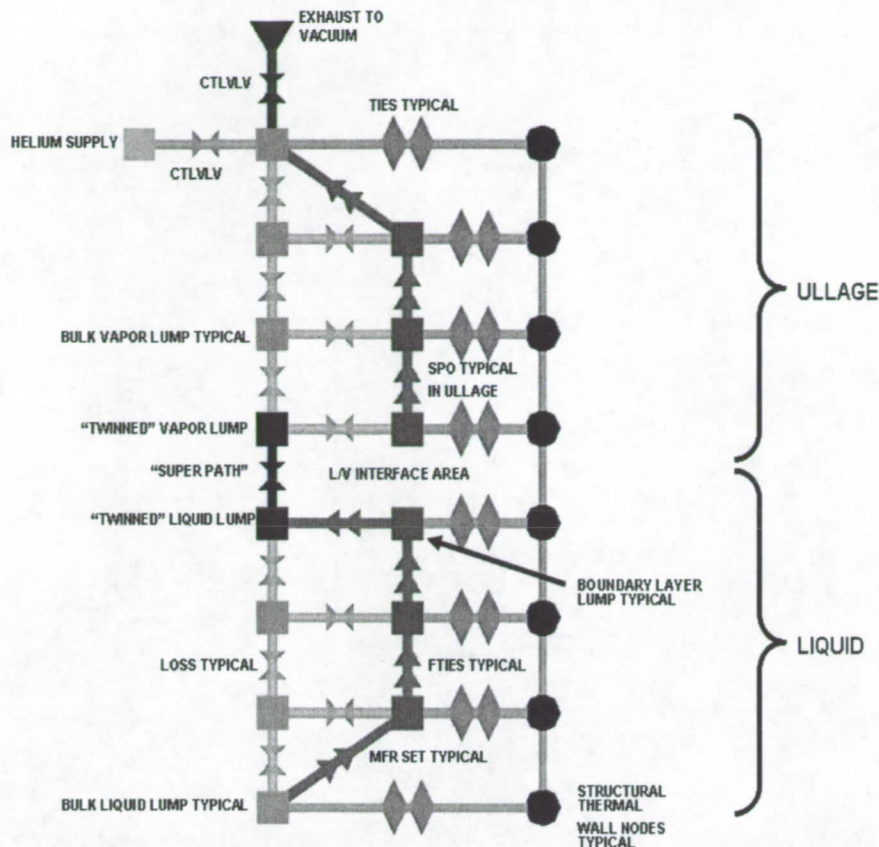 EXHAUST TO
VACUUM
CTLVLV
TIES TYPICAL
HELIUM SUPPLY
CTLVLV
ULLAGE
BULK VAPOR LUMP TYPICAL
SPO TYPICAL
IN ULLAGE
"TWINNED" VAPOR LUMP
"SUPER PATH"
L/V INTERFACE AREA
"TWINNED" LIQUID LUMP
BOUNDARY LAYER
LUMP TYPICAL
LIQUID
LOSS TYPICAL
FTIES TYPICAL
MFR SET TYPICAL
BULK LIQUID LUMP TYPICAL
STRUCTURAL
THERMAL
WALL NODES
TYPICAL